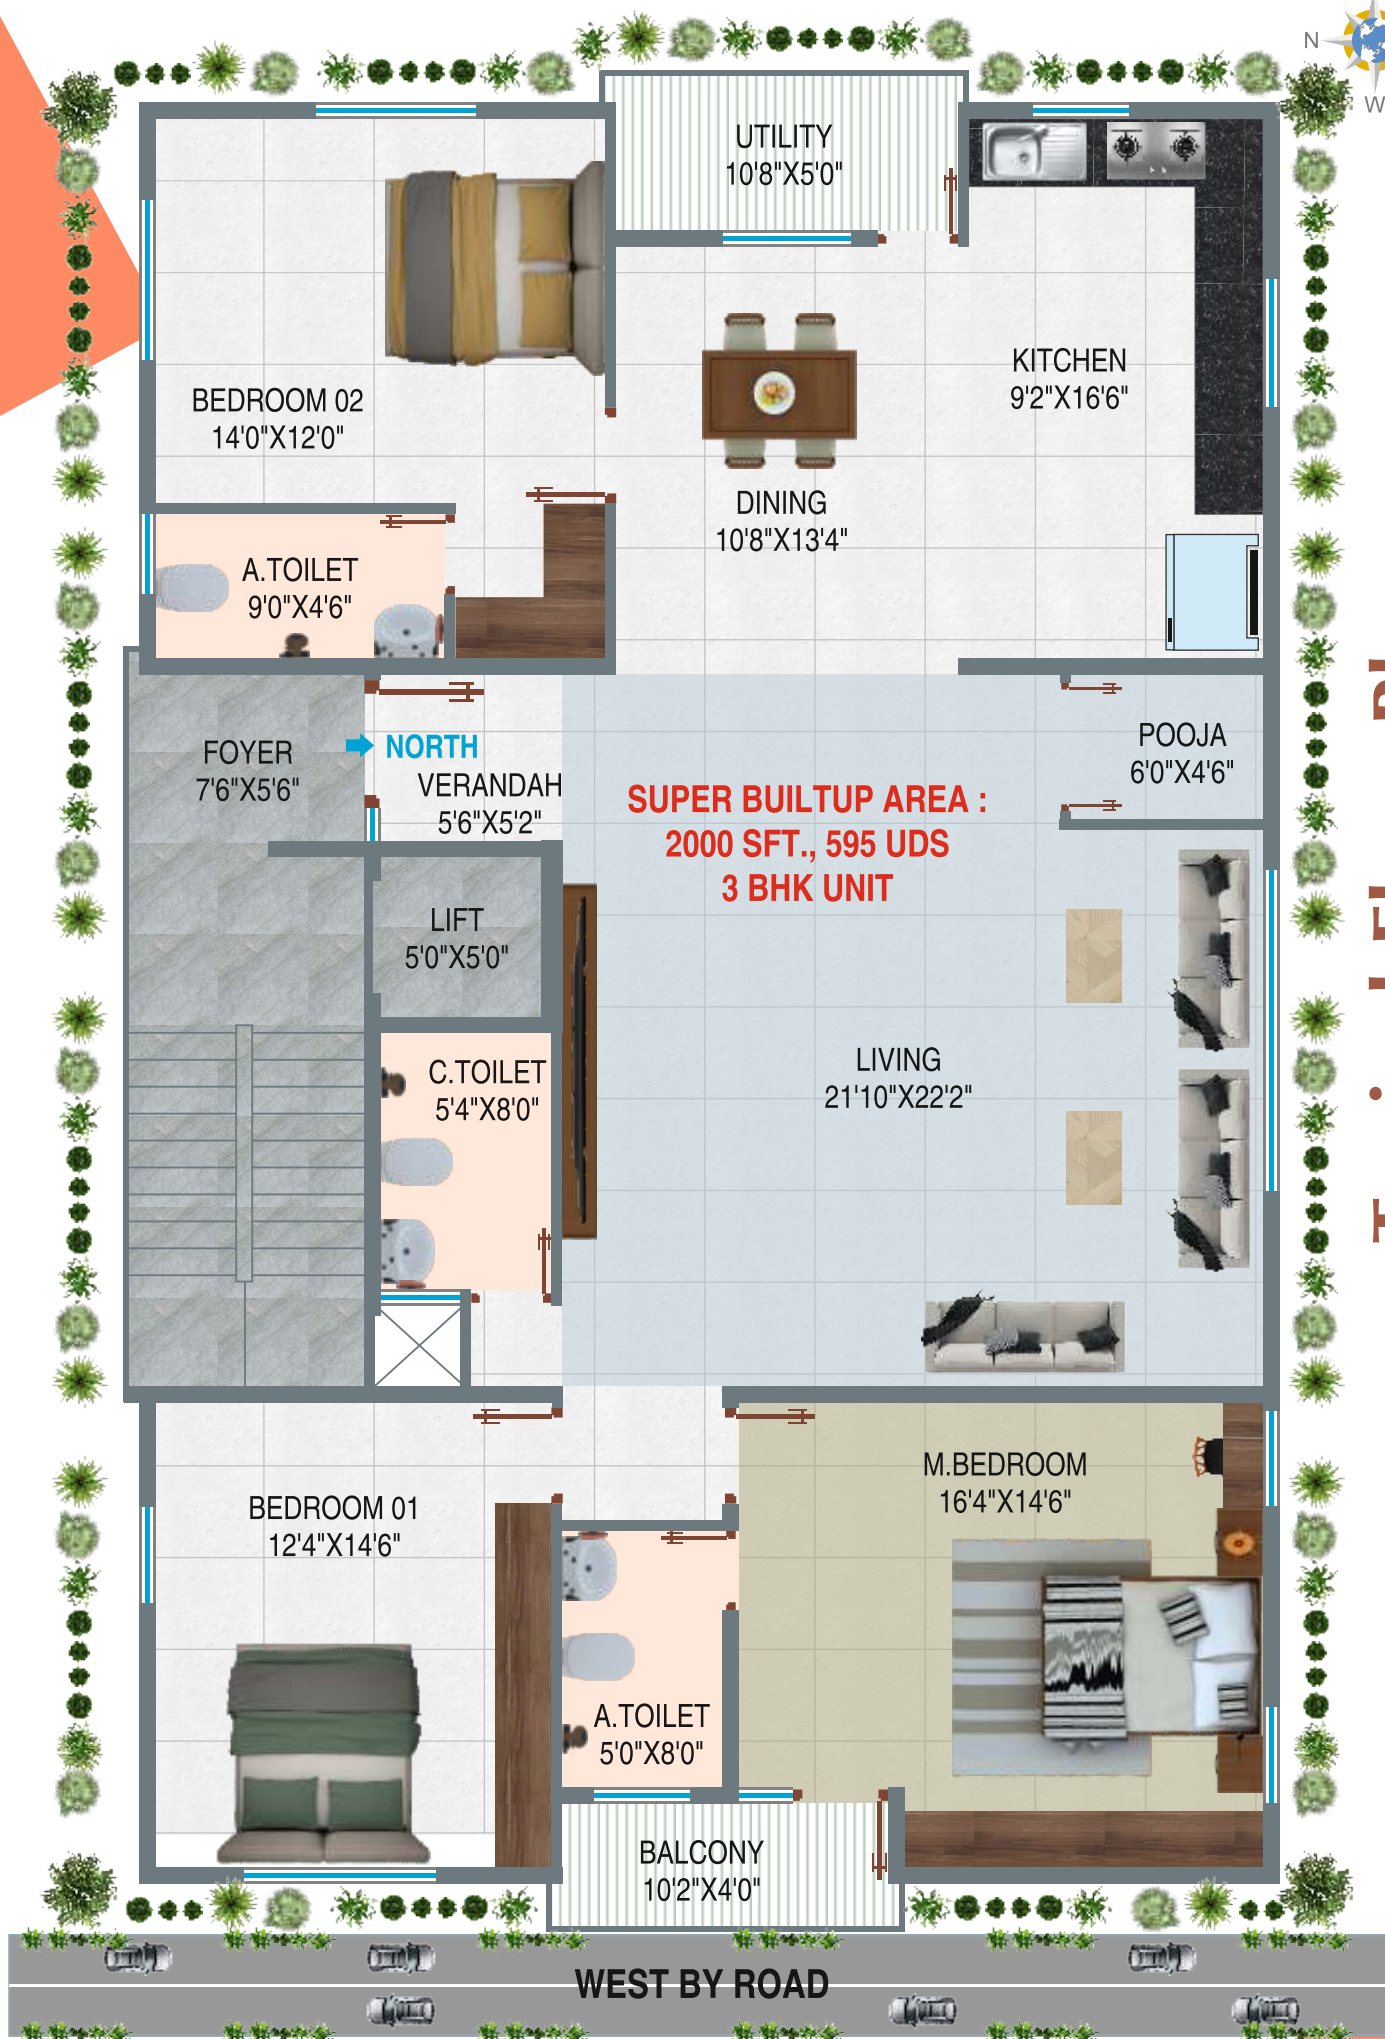 N
W
UTILITY
10'8"X5'0"
KITCHEN
9'2"X16'6"
BEDROOM 02
14'0"X12'0"
DINING
10'8"X13'4"
A.TOILET
9'0"X4'6"
FOYER
7'6"X5'6"
NORTH
VERANDAH
5'6"X5'2"
POOJA
6'0"X4'6"
SUPER BUILTUP AREA :
2000 SFT., 595 UDS
3 BHK UNIT
LIFT
5'0"X5'0"
C.TOILET
5'4"X8'0"
LIVING
21'10"X22'2"
M.BEDROOM
16'4"X14'6"
BEDROOM 01
12'4"X14'6"
A.TOILET
5'0"X8'0"
BALCONY
10'2"X4'0"
WEST BY ROAD